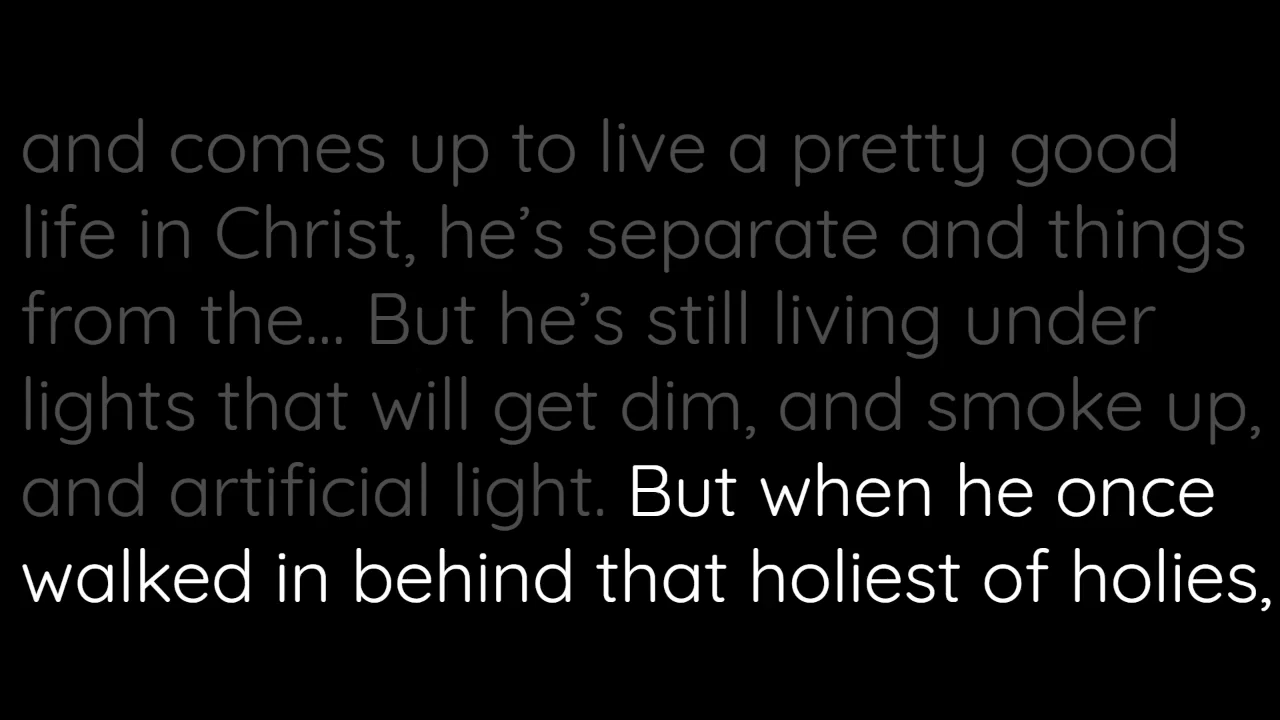 and comes up to live a pretty good
life in Christ, he’s separate and things
from the... But he’s still living under
lights that will get dim, and smoke up,
and artificial light. But when he once
walked in behind that holiest of holies,